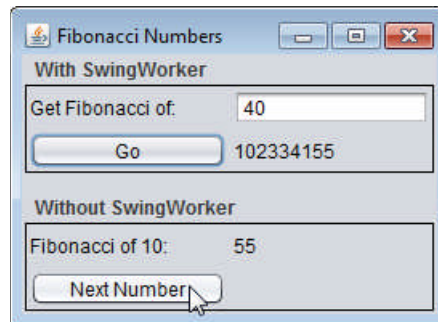 Fibonacci Numbers
With SwingWorker
Get Fibonacci of: 40
Go 102334155
Without SwingWorker
Fibonacci of 10: 55
Next Number